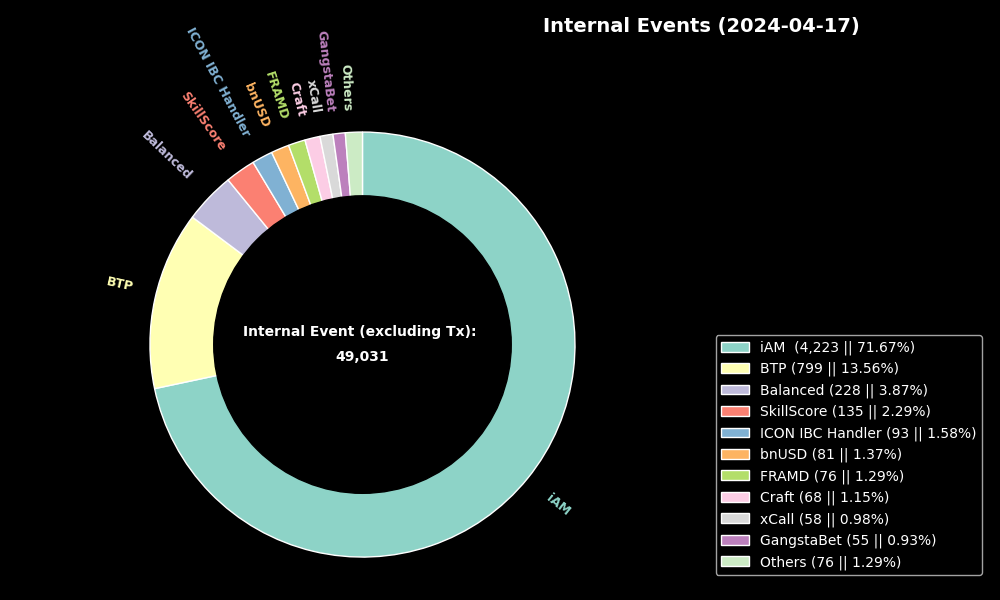 Internal Events (2024-04-17)
ICON IBC Handler
GangstaBet
Others
xCall
Craft
FRAMD
bnUSD
SkillScore
Balanced
BTP
iAM
Internal Event (excluding Tx):
49,031
iAM  (4,223 || 71.67%)
BTP (799 || 13.56%)
Balanced (228 || 3.87%)
SkillScore (135 || 2.29%)
ICON IBC Handler (93 || 1.58%)
bnUSD (81 || 1.37%)
FRAMD (76 || 1.29%)
Craft (68 || 1.15%)
xCall (58 || 0.98%)
GangstaBet (55 || 0.93%)
Others (76 || 1.29%)